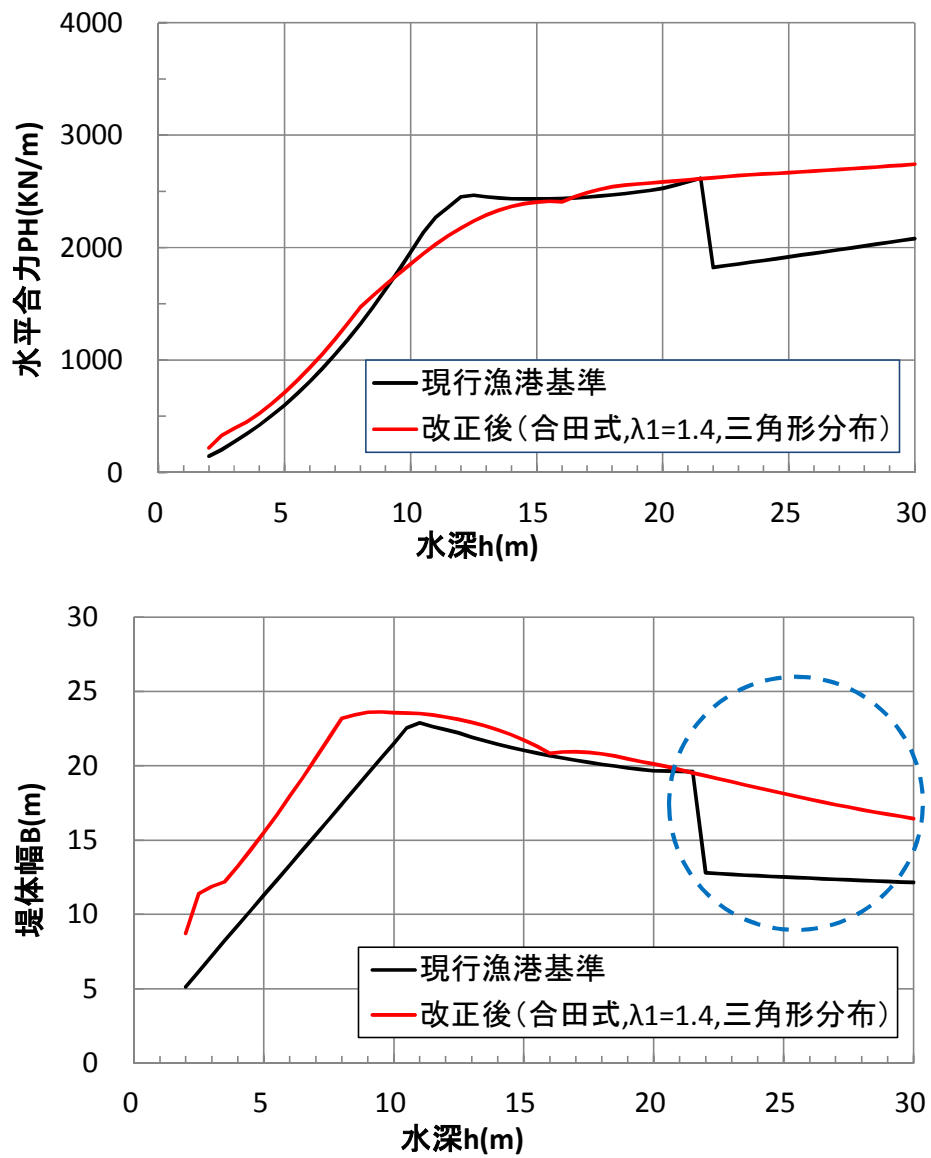 4000
3000
2000
1000
0
水平合力PH(KN/m)
現行漁港基準
改正後(合田式,λ1=1.4,三角形分布)
0 5 10 15 20 25 30
水深h(m)
30
25
20
15
10
5
0
堤体幅B(m)
現行漁港基準
改正後(合田式,λ1=1.4,三角形分布)
0 5 10 15 20 25 30
水深h(m)